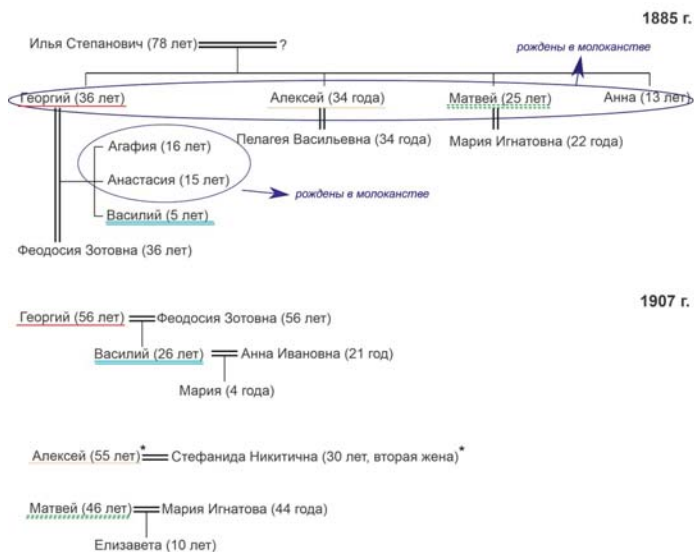 1885 г.
Илья Степанович (78 лет) ?
рождены в молоканстве
Георгий (36 лет) Алексей (34 года) Матвей (25 лет) Анна (13 лет)
Пелагея Васильевна (34 года) Мария Игнатовна (22 года)
Агафия (16 лет)
Анастасия (15 лет)
рождены в молоканстве
Василий (5 лет)
Феодосия Зотовна (36 лет)
1907 г.
Георгий (56 лет) Феодосия Зотовна (56 лет)
Василий (26 лет) Анна Ивановна (21 год)
Мария (4 года)
Алексей (55 лет)* Стефанида Никитична (30 лет, вторая жена)*
Матвей (46 лет) Мария Игнатова (44 года)
Елизавета (10 лет)